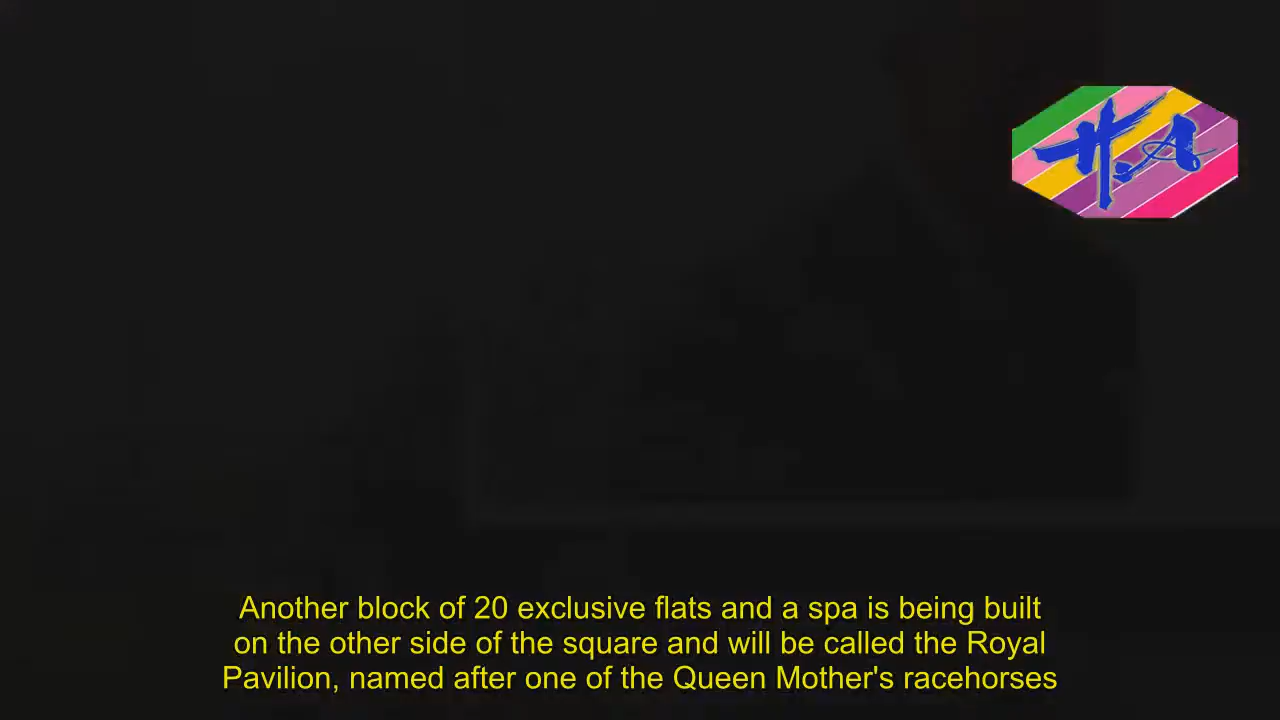 Another block of 20 exclusive flats and a spa is being built
on the other side of the square and will be called the Royal
Pavilion, named after one of the Queen Mother's racehorses